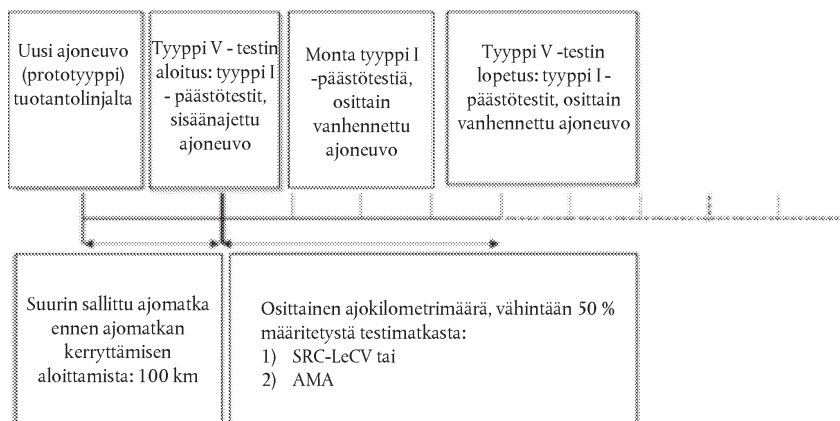 Uusi ajoneuvo
(prototyyppi)
tuotantolinjalta
Tyyppi V - testin
aloitus: tyyppi I
- päästötestit,
sisäänajettu
ajoneuvo
Monta tyyppi I
-päästötestiä,
osittain
vanhennettu
ajoneuvo
Tyyppi V -testin
lopetus: tyyppi I -
päästötestit, osittain
vanhennettu ajoneuvo
Suurin sallittu ajomatka
ennen ajomatkan
kerryttämisen
aloittamista: 100 km
Osittainen ajokilometrimäärä, vähintään 50 %
määritetystä testimatkasta:
1) SRC-LeCV tai
2) AMA